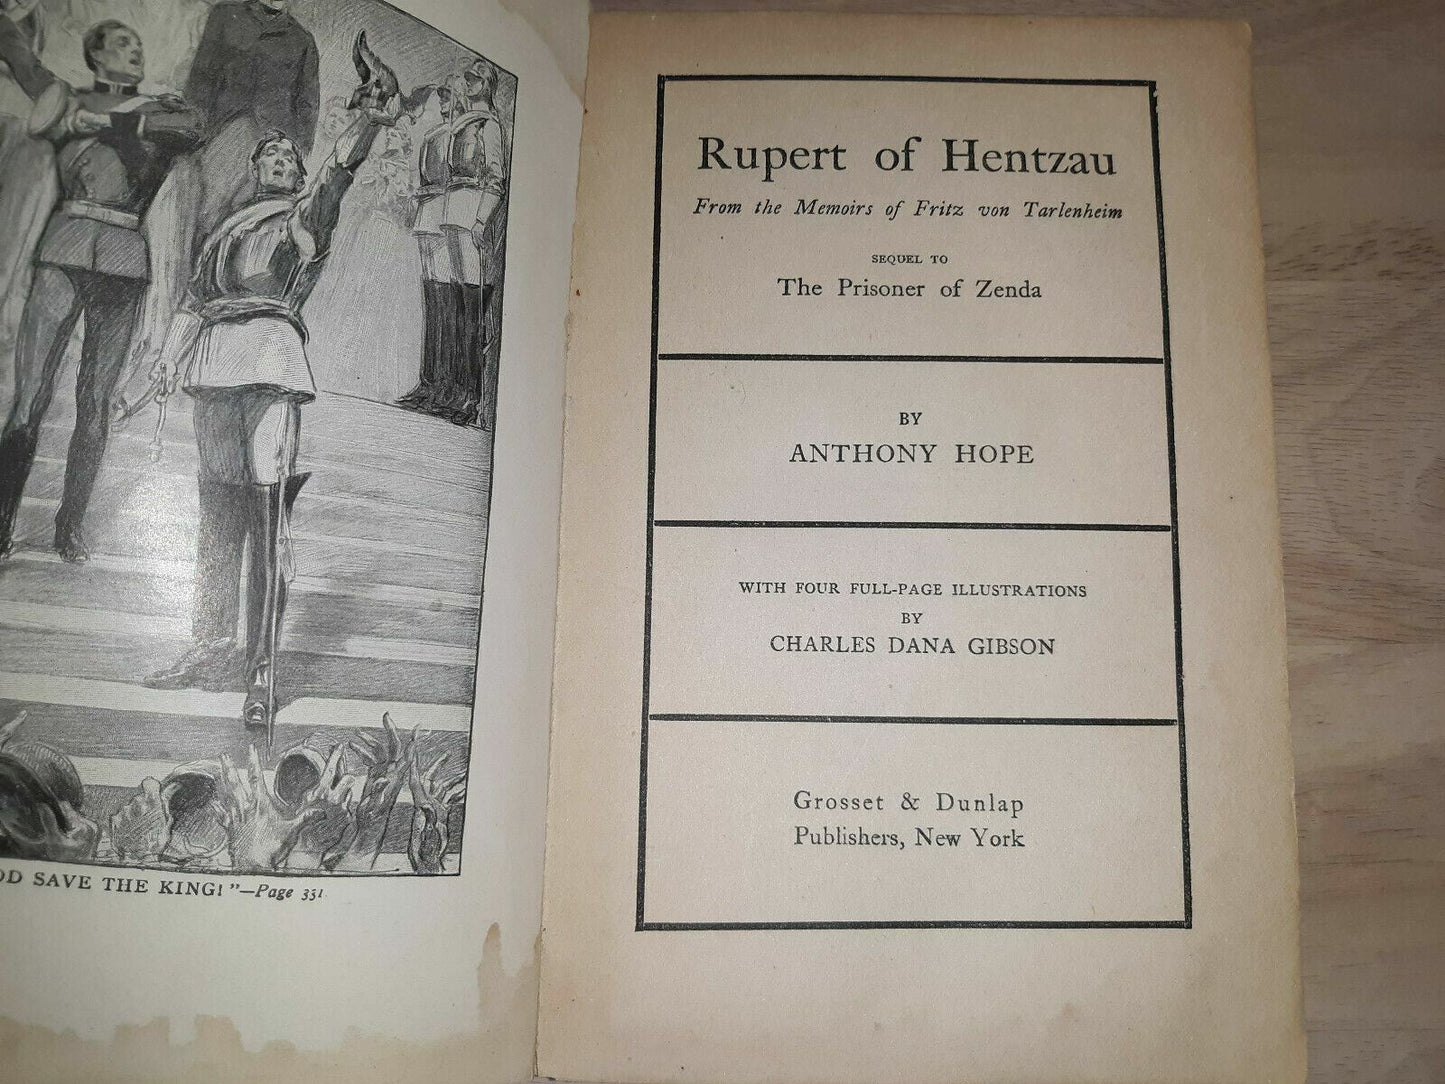 OD SAVE THE KING!"—Page 331
Rupert of Hentzau
From the Memoirs of Fritz von Tarlenheim
SEQUEL TO
The Prisoner of Zenda
BY
ANTHONY HOPE
WITH FOUR FULL-PAGE ILLUSTRATIONS
BY
CHARLES DANA GIBSON
Grosset & Dunlap
Publishers, New York